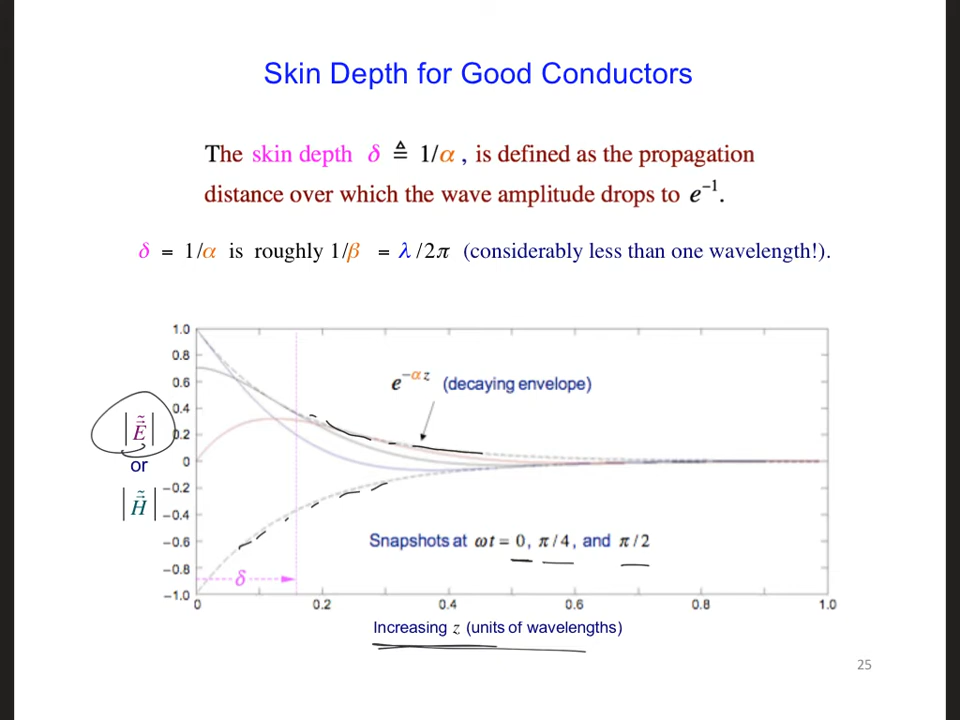 Skin Depth for Good Conductors
The skin depth δ ≜ 1/α , is defined as the propagation
distance over which the wave amplitude drops to e⁻¹.
δ = 1/α is roughly 1/β = λ/2π (considerably less than one wavelength!).
1.0
0.8
0.6
0.4
0.2
0
−0.2
−0.4
−0.6
−0.8
−1.0
|Ẽ|
or
|H̃|
e^−αz (decaying envelope)
Snapshots at ωt = 0, π/4, and π/2
δ
0 0.2 0.4 0.6 0.8 1.0
Increasing z (units of wavelengths)
25